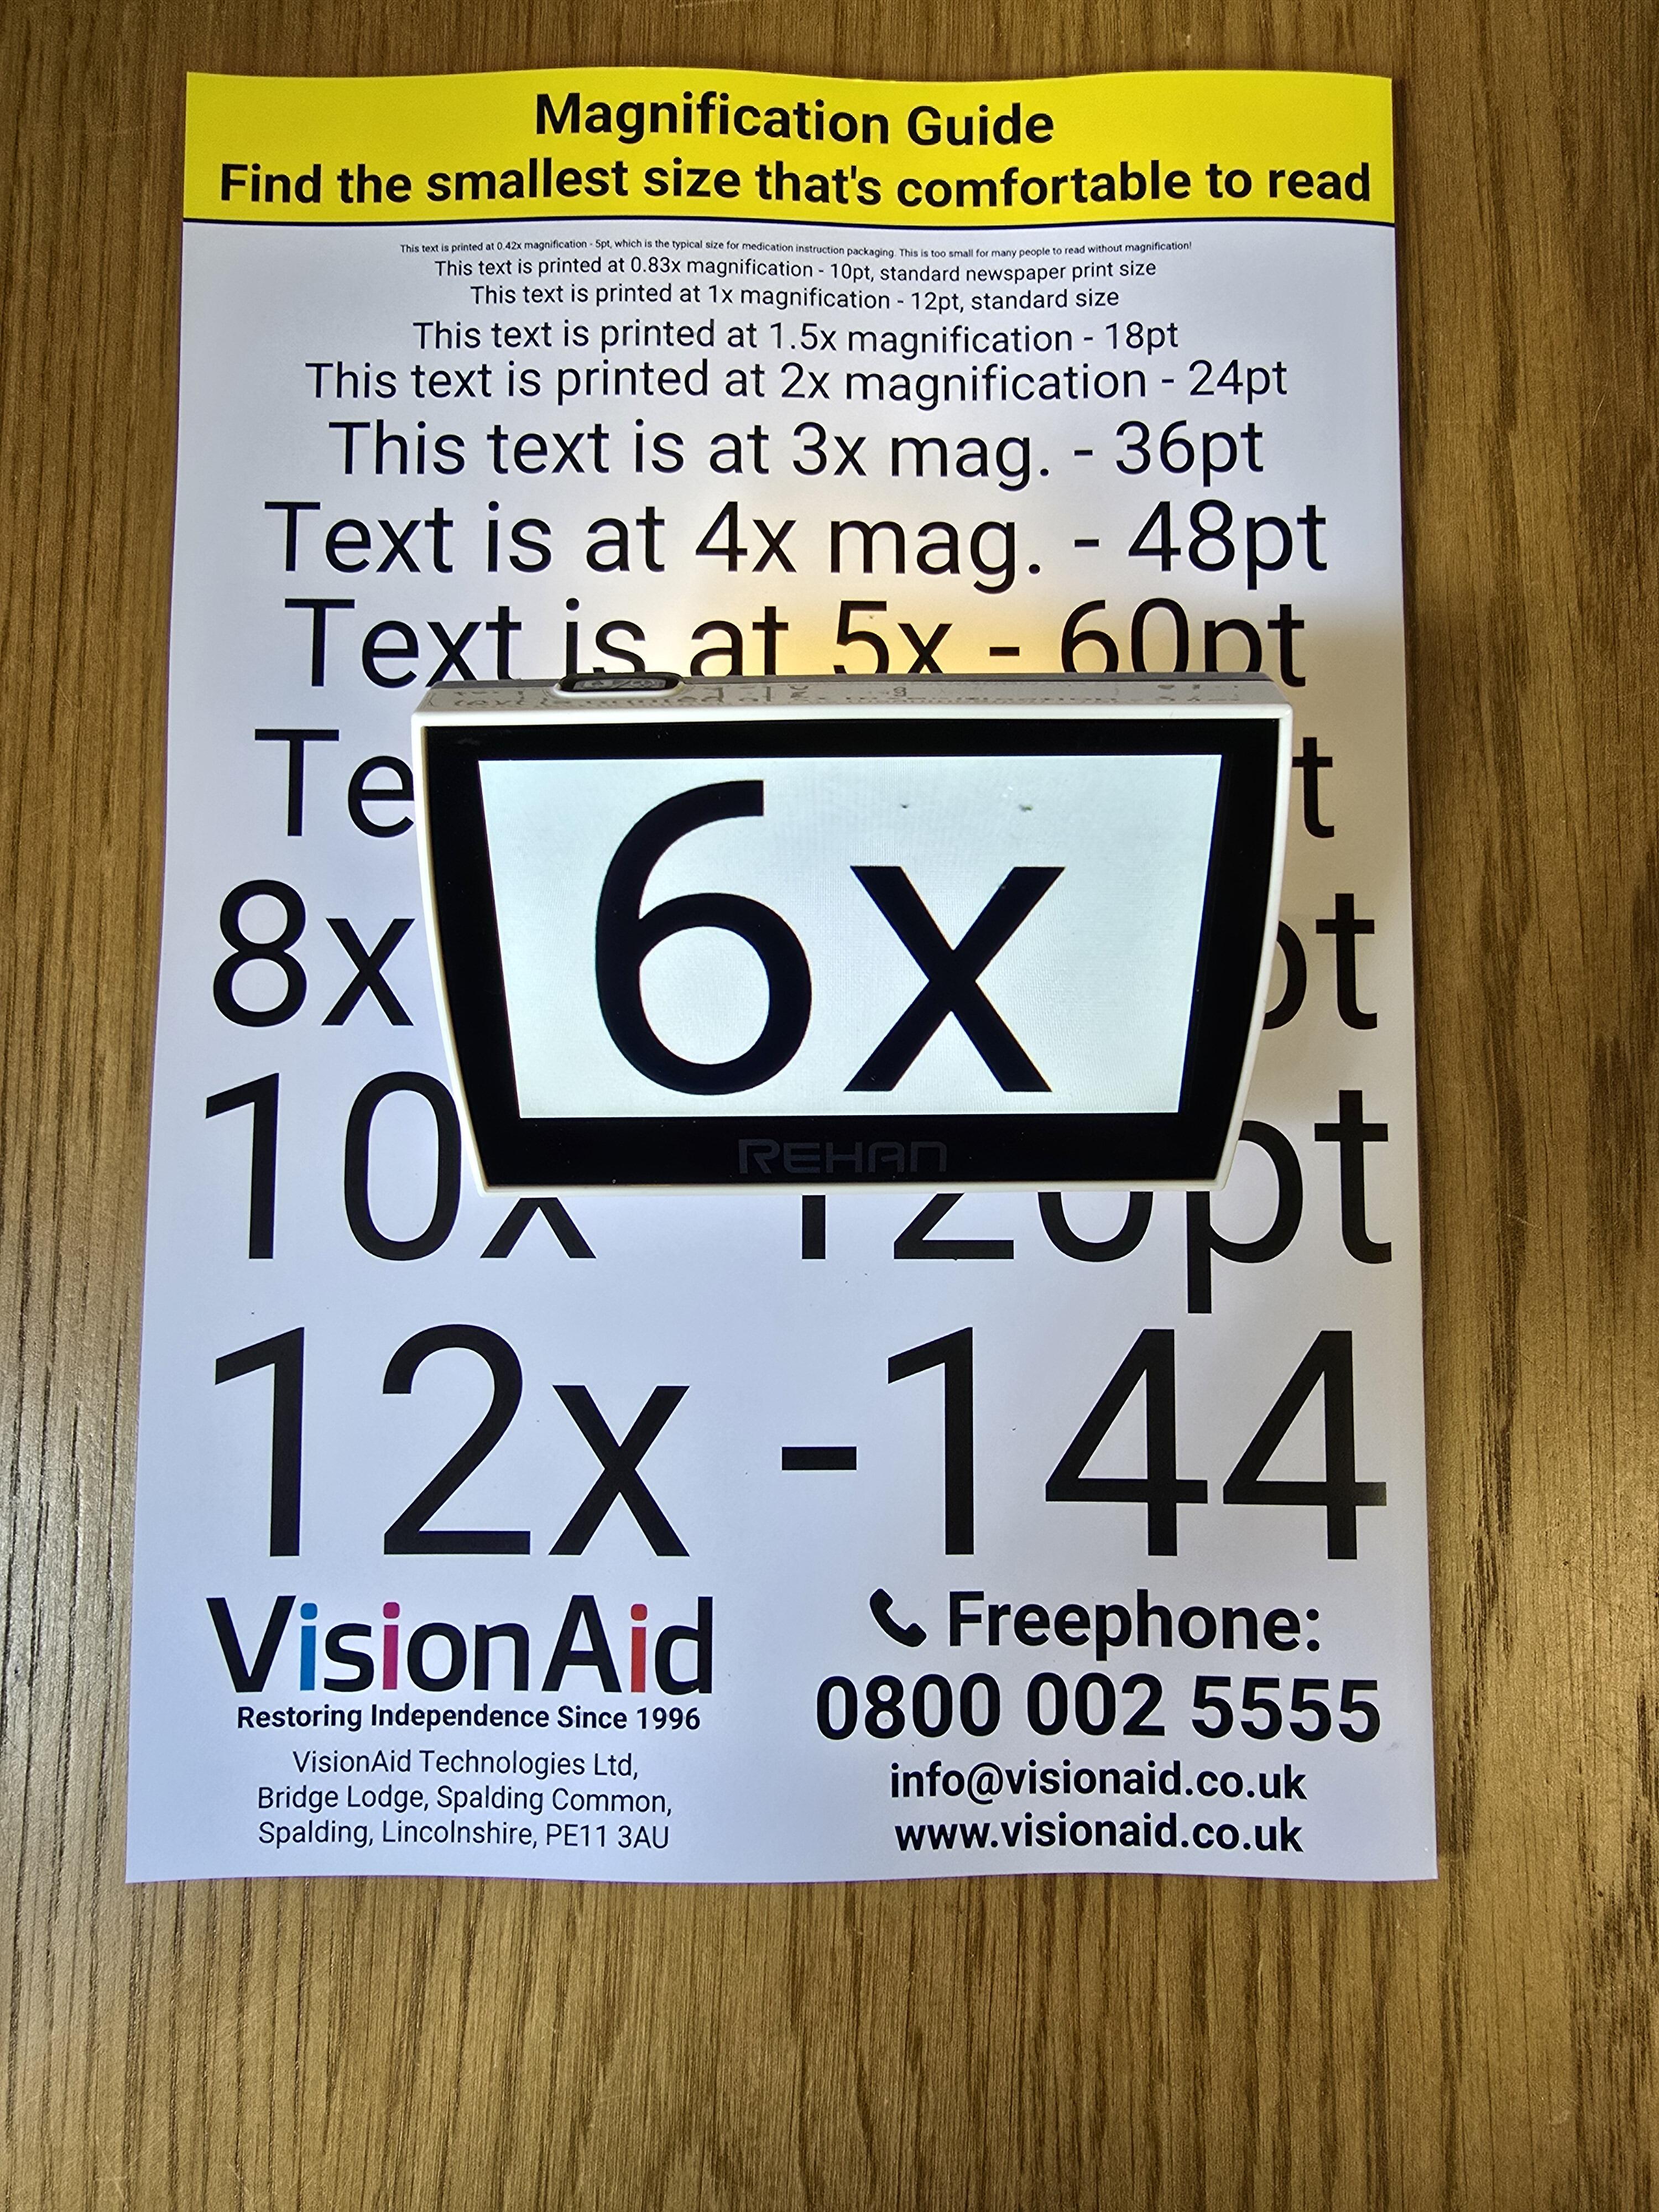 Magnification Guide
Find the smallest size that's comfortable to read
This text is printed at 0.42x magnification - 5pt, which is the typical size for medication instruction packaging. This is too small for many people to read without magnification!
This text is printed at 0.83x magnification - 10pt, standard newspaper print size
This text is printed at 1x magnification - 12pt, standard size
This text is printed at 1.5x magnification - 18pt
This text is printed at 2x magnification - 24pt
This text is at 3x mag. - 36pt
Text is at 4x mag. - 48pt
Text is at 5x - 60pt
Te t
6x
8x pt
REHAN
10x 120pt
12x -144
VisionAid
Restoring Independence Since 1996
VisionAid Technologies Ltd,
Bridge Lodge, Spalding Common,
Spalding, Lincolnshire, PE11 3AU
Freephone:
0800 002 5555
info@visionaid.co.uk
www.visionaid.co.uk